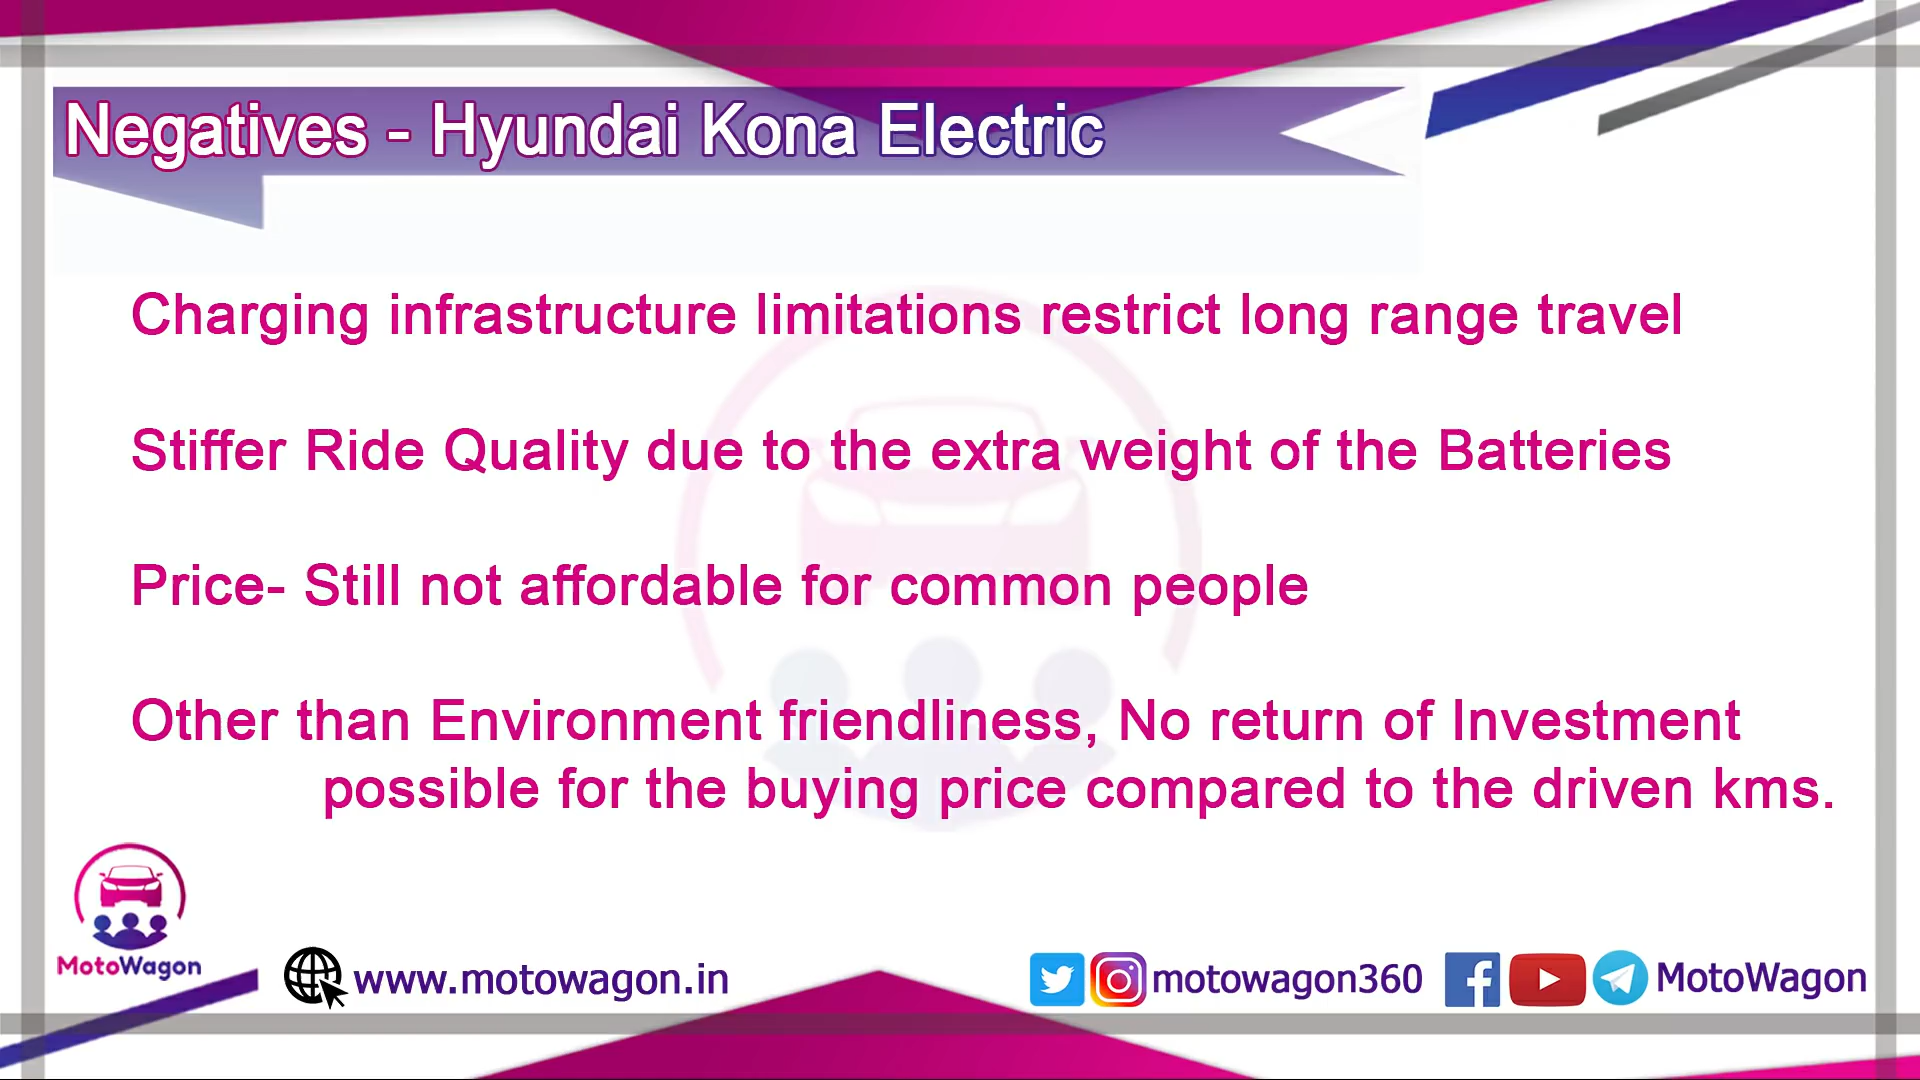 Negatives - Hyundai Kona Electric
Charging infrastructure limitations restrict long range travel
Stiffer Ride Quality due to the extra weight of the Batteries
Price- Still not affordable for common people
Other than Environment friendliness, No return of Investment
possible for the buying price compared to the driven kms.
MotoWagon
www.motowagon.in
motowagon360
MotoWagon